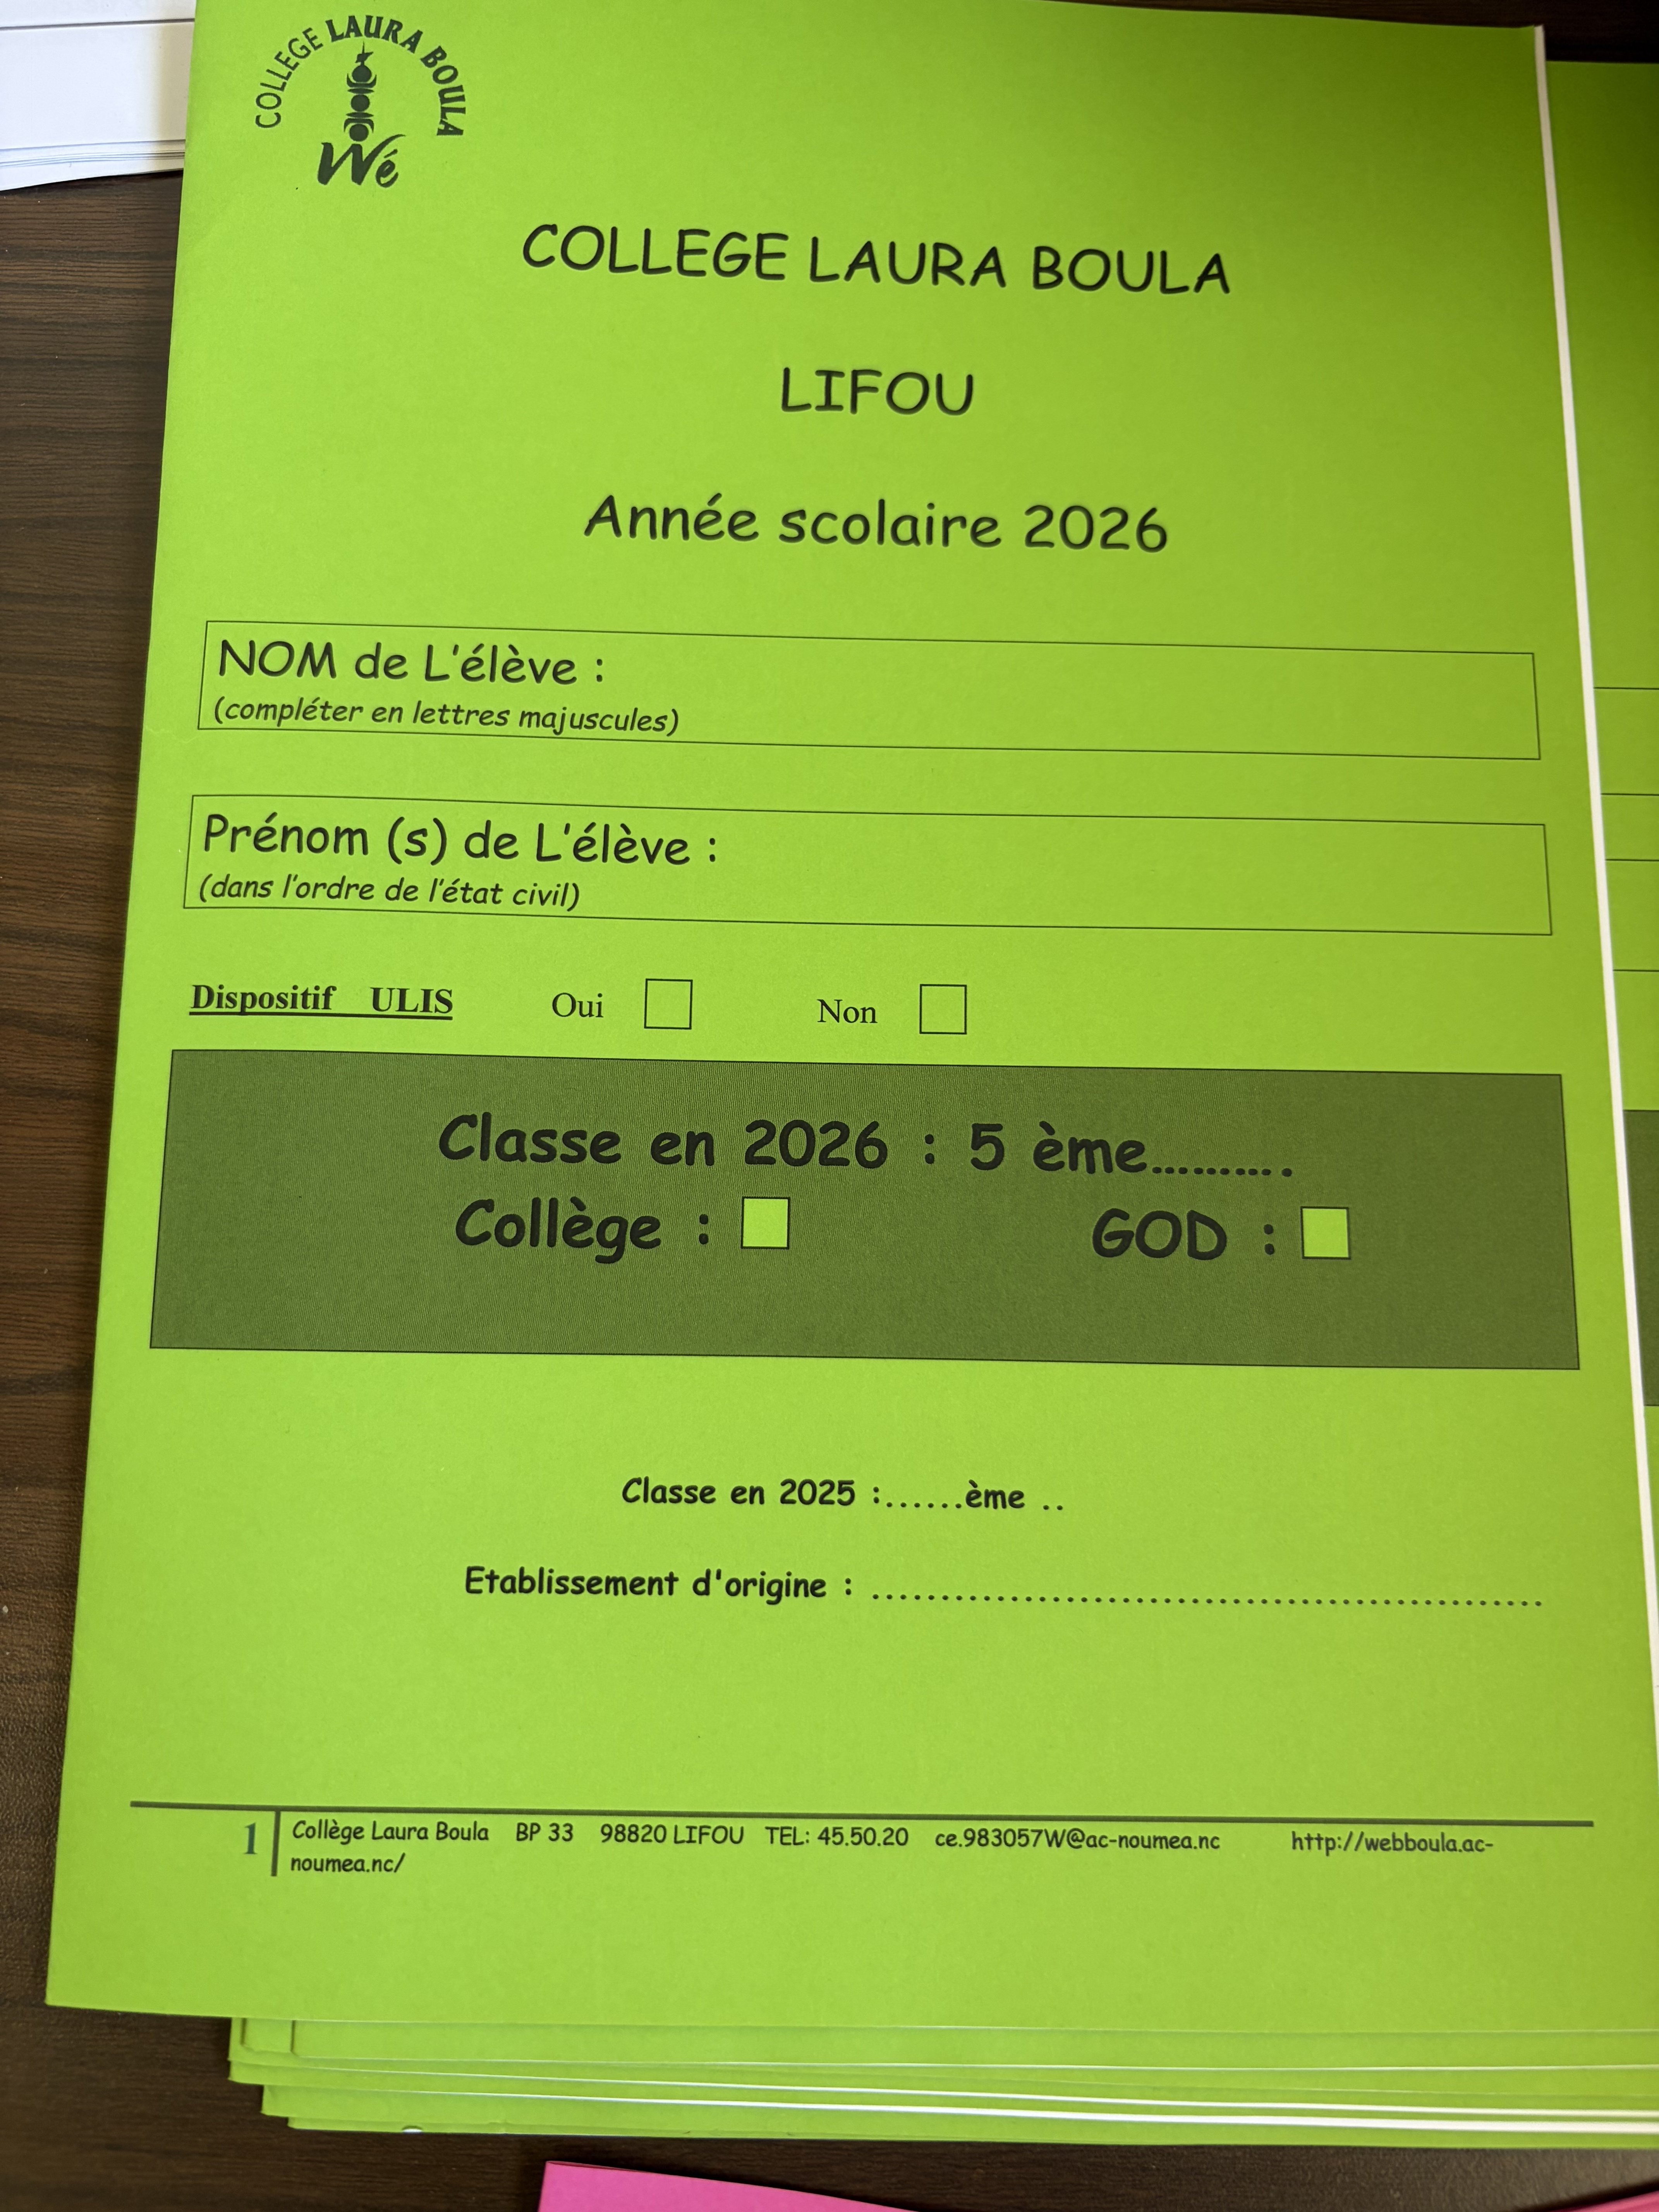 COLLEGE LAURA BOULA
Wé
COLLEGE LAURA BOULA
LIFOU
Année scolaire 2026
NOM de L'élève :
(compléter en lettres majuscules)
Prénom (s) de L'élève :
(dans l'ordre de l'état civil)
Dispositif ULIS Oui Non
Classe en 2026 : 5 ème..........
Collège : GOD :
Classe en 2025 :......ème ..
Etablissement d'origine : ................................................
1 Collège Laura Boula BP 33 98820 LIFOU TEL: 45.50.20 ce.983057W@ac-noumea.nc http://webboula.ac-
noumea.nc/